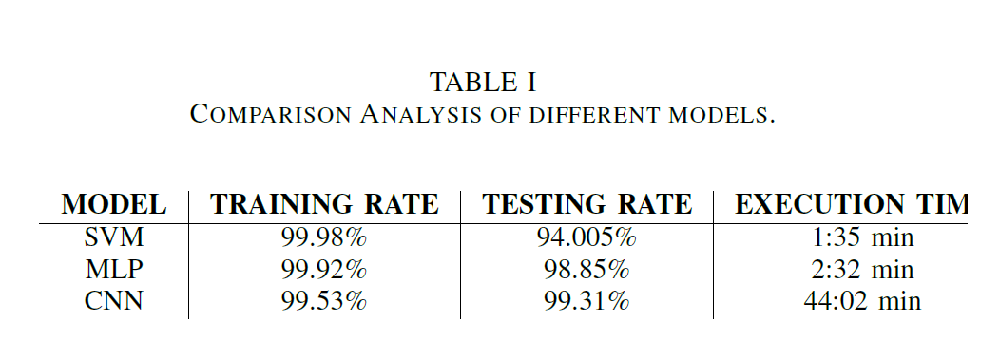 TABLE I
COMPARISON ANALYSIS OF DIFFERENT MODELS.
MODEL TRAINING RATE TESTING RATE EXECUTION TIM
SVM 99.98% 94.005% 1:35 min
MLP 99.92% 98.85% 2:32 min
CNN 99.53% 99.31% 44:02 min